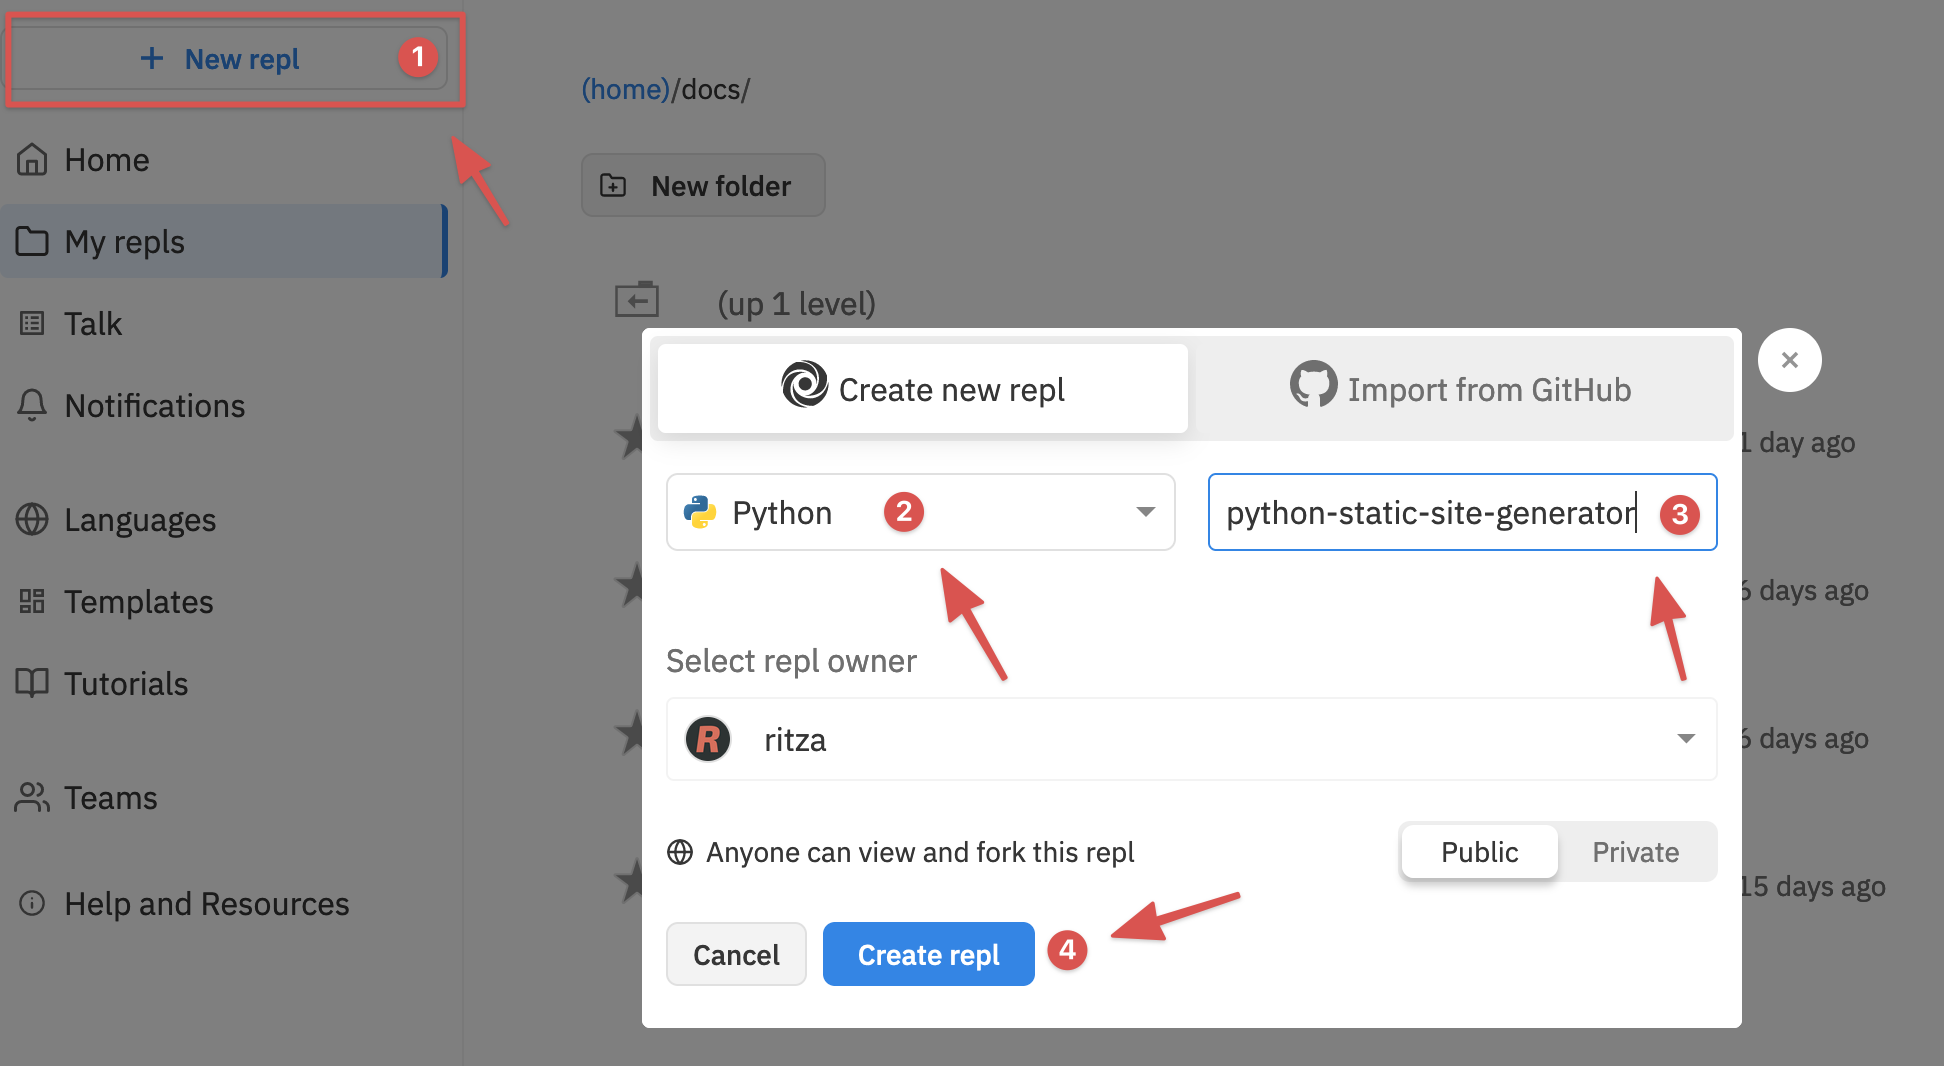 + New repl 1
Home
My repls
Talk
Notifications
Languages
Templates
Tutorials
Teams
Help and Resources
(home)/docs/
New folder
(up 1 level)
Create new repl
Import from GitHub
Python 2
python-static-site-generator 3
Select repl owner
R ritza
Anyone can view and fork this repl
Public
Private
Cancel
Create repl 4
1 day ago
6 days ago
6 days ago
15 days ago